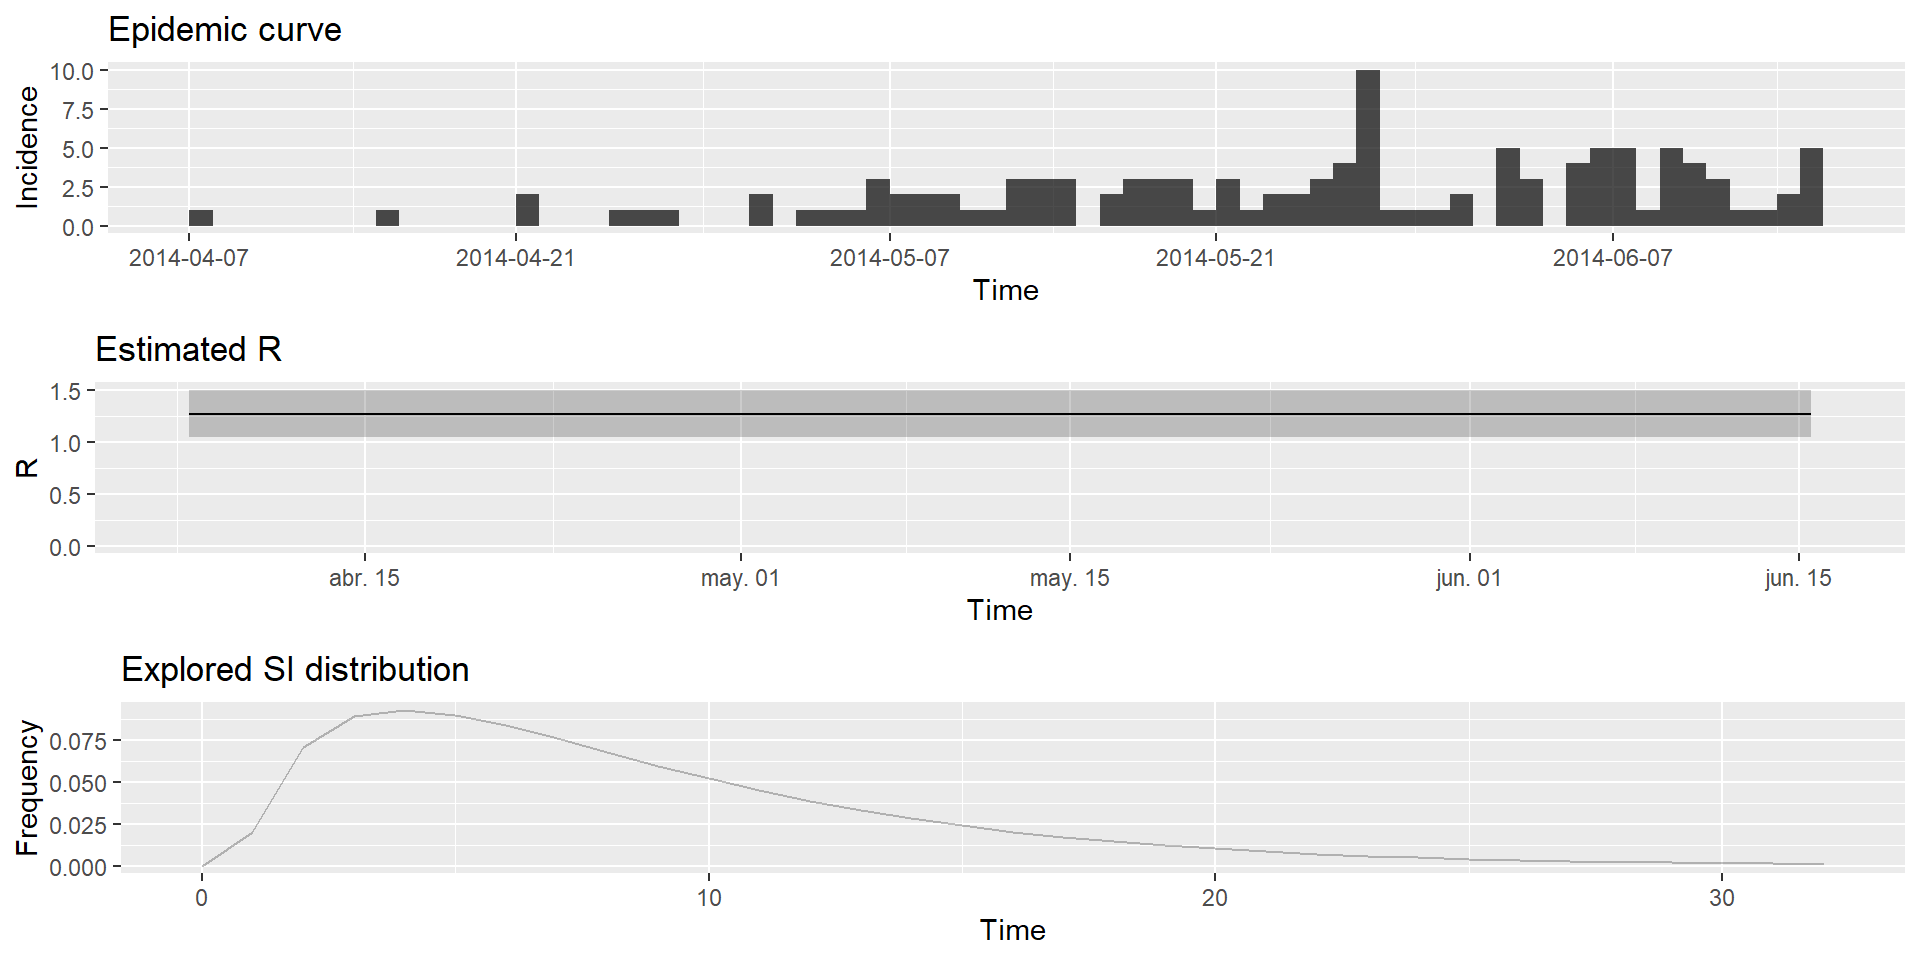 Epidemic curve
Incidence
10.0
7.5
5.0
2.5
0.0
2014-04-07 2014-04-21 2014-05-07 2014-05-21 2014-06-07
Time
Estimated R
R
1.5
1.0
0.5
0.0
abr. 15 may. 01 may. 15 jun. 01 jun. 15
Time
Explored SI distribution
Frequency
0.075
0.050
0.025
0.000
0 10 20 30
Time